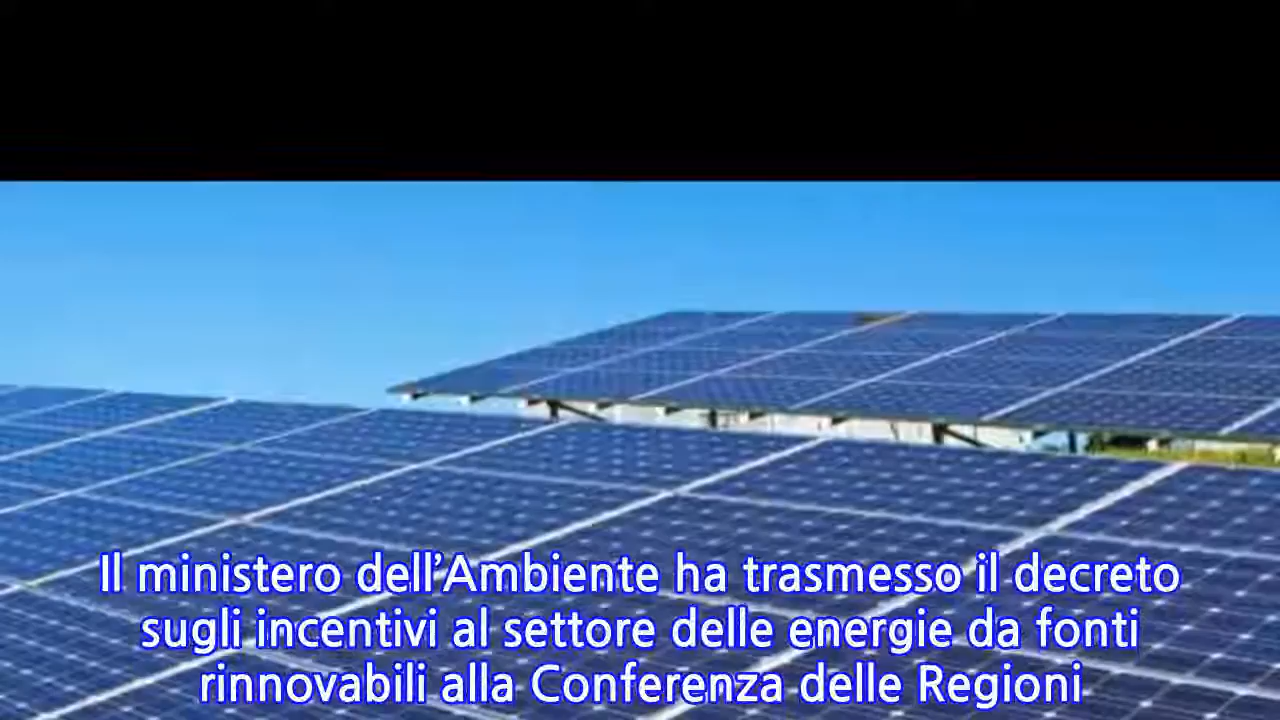 Il ministero dell’Ambiente ha trasmesso il decreto
sugli incentivi al settore delle energie da fonti
rinnovabili alla Conferenza delle Regioni